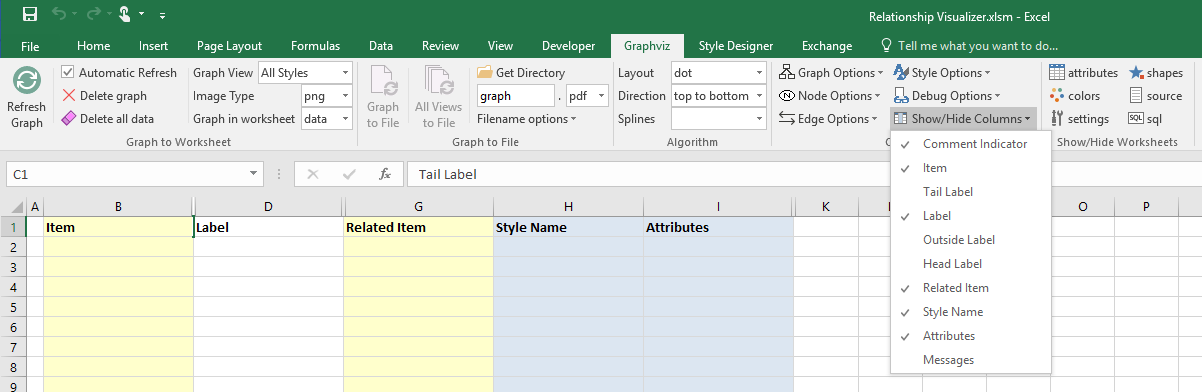 Relationship Visualizer.xlsm - Excel
File Home Insert Page Layout Formulas Data Review View Developer Graphviz Style Designer Exchange Tell me what you want to do...
Refresh Graph
Automatic Refresh
Delete graph
Delete all data
Graph View All Styles
Image Type png
Graph in worksheet data
Graph to Worksheet
Graph to File
All Views to File
Get Directory
graph . pdf
Filename options
Graph to File
Layout dot
Direction top to bottom
Splines
Algorithm
Graph Options
Node Options
Edge Options
Style Options
Debug Options
Show/Hide Columns
attributes
colors
settings
shapes
source
SQL sql
Show/Hide Worksheets
Comment Indicator
Item
Tail Label
Label
Outside Label
Head Label
Related Item
Style Name
Attributes
Messages
C1 fx Tail Label
A B D G H I K O P
1 Item Label Related Item Style Name Attributes
2
3
4
5
6
7
8
9